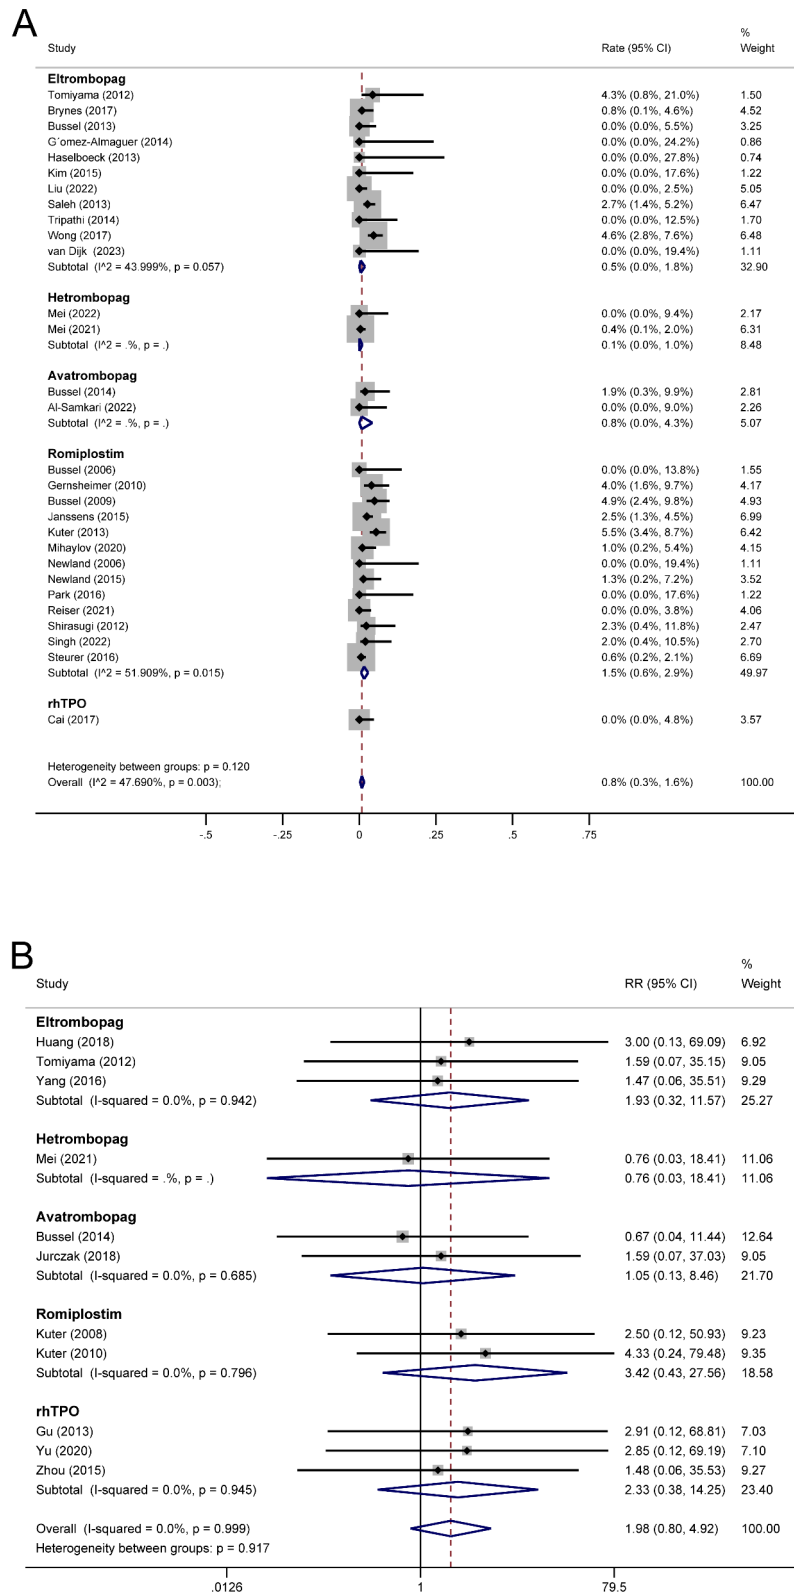 A
%
Study Rate (95% CI) Weight
Eltrombopag
Tomiyama (2012) 4.3% (0.8%, 21.0%) 1.50
Brynes (2017) 0.8% (0.1%, 4.6%) 4.52
Bussel (2013) 0.0% (0.0%, 5.5%) 3.25
G´omez-Almaguer (2014) 0.0% (0.0%, 24.2%) 0.86
Haselboeck (2013) 0.0% (0.0%, 27.8%) 0.74
Kim (2015) 0.0% (0.0%, 17.6%) 1.22
Liu (2022) 0.0% (0.0%, 2.5%) 5.05
Saleh (2013) 2.7% (1.4%, 5.2%) 6.47
Tripathi (2014) 0.0% (0.0%, 12.5%) 1.70
Wong (2017) 4.6% (2.8%, 7.6%) 6.48
van Dijk (2023) 0.0% (0.0%, 19.4%) 1.11
Subtotal (I^2 = 43.999%, p = 0.057) 0.5% (0.0%, 1.8%) 32.90
Hetrombopag
Mei (2022) 0.0% (0.0%, 9.4%) 2.17
Mei (2021) 0.4% (0.1%, 2.0%) 6.31
Subtotal (I^2 = .%, p = .) 0.1% (0.0%, 1.0%) 8.48
Avatrombopag
Bussel (2014) 1.9% (0.3%, 9.9%) 2.81
Al-Samkari (2022) 0.0% (0.0%, 9.0%) 2.26
Subtotal (I^2 = .%, p = .) 0.8% (0.0%, 4.3%) 5.07
Romiplostim
Bussel (2006) 0.0% (0.0%, 13.8%) 1.55
Gernsheimer (2010) 4.0% (1.6%, 9.7%) 4.17
Bussel (2009) 4.9% (2.4%, 9.8%) 4.93
Janssens (2015) 2.5% (1.3%, 4.5%) 6.99
Kuter (2013) 5.5% (3.4%, 8.7%) 6.42
Mihaylov (2020) 1.0% (0.2%, 5.4%) 4.15
Newland (2006) 0.0% (0.0%, 19.4%) 1.11
Newland (2015) 1.3% (0.2%, 7.2%) 3.52
Park (2016) 0.0% (0.0%, 17.6%) 1.22
Reiser (2021) 0.0% (0.0%, 3.8%) 4.06
Shirasugi (2012) 2.3% (0.4%, 11.8%) 2.47
Singh (2022) 2.0% (0.4%, 10.5%) 2.70
Steurer (2016) 0.6% (0.2%, 2.1%) 6.69
Subtotal (I^2 = 51.909%, p = 0.015) 1.5% (0.6%, 2.9%) 49.97
rhTPO
Cai (2017) 0.0% (0.0%, 4.8%) 3.57
Heterogeneity between groups: p = 0.120
Overall (I^2 = 47.690%, p = 0.003); 0.8% (0.3%, 1.6%) 100.00
-.5 -.25 0 .25 .5 .75
B
%
Study RR (95% CI) Weight
Eltrombopag
Huang (2018) 3.00 (0.13, 69.09) 6.92
Tomiyama (2012) 1.59 (0.07, 35.15) 9.05
Yang (2016) 1.47 (0.06, 35.51) 9.29
Subtotal (I-squared = 0.0%, p = 0.942) 1.93 (0.32, 11.57) 25.27
Hetrombopag
Mei (2021) 0.76 (0.03, 18.41) 11.06
Subtotal (I-squared = .%, p = .) 0.76 (0.03, 18.41) 11.06
Avatrombopag
Bussel (2014) 0.67 (0.04, 11.44) 12.64
Jurczak (2018) 1.59 (0.07, 37.03) 9.05
Subtotal (I-squared = 0.0%, p = 0.685) 1.05 (0.13, 8.46) 21.70
Romiplostim
Kuter (2008) 2.50 (0.12, 50.93) 9.23
Kuter (2010) 4.33 (0.24, 79.48) 9.35
Subtotal (I-squared = 0.0%, p = 0.796) 3.42 (0.43, 27.56) 18.58
rhTPO
Gu (2013) 2.91 (0.12, 68.81) 7.03
Yu (2020) 2.85 (0.12, 69.19) 7.10
Zhou (2015) 1.48 (0.06, 35.53) 9.27
Subtotal (I-squared = 0.0%, p = 0.945) 2.33 (0.38, 14.25) 23.40
Overall (I-squared = 0.0%, p = 0.999) 1.98 (0.80, 4.92) 100.00
Heterogeneity between groups: p = 0.917
.0126 1 79.5